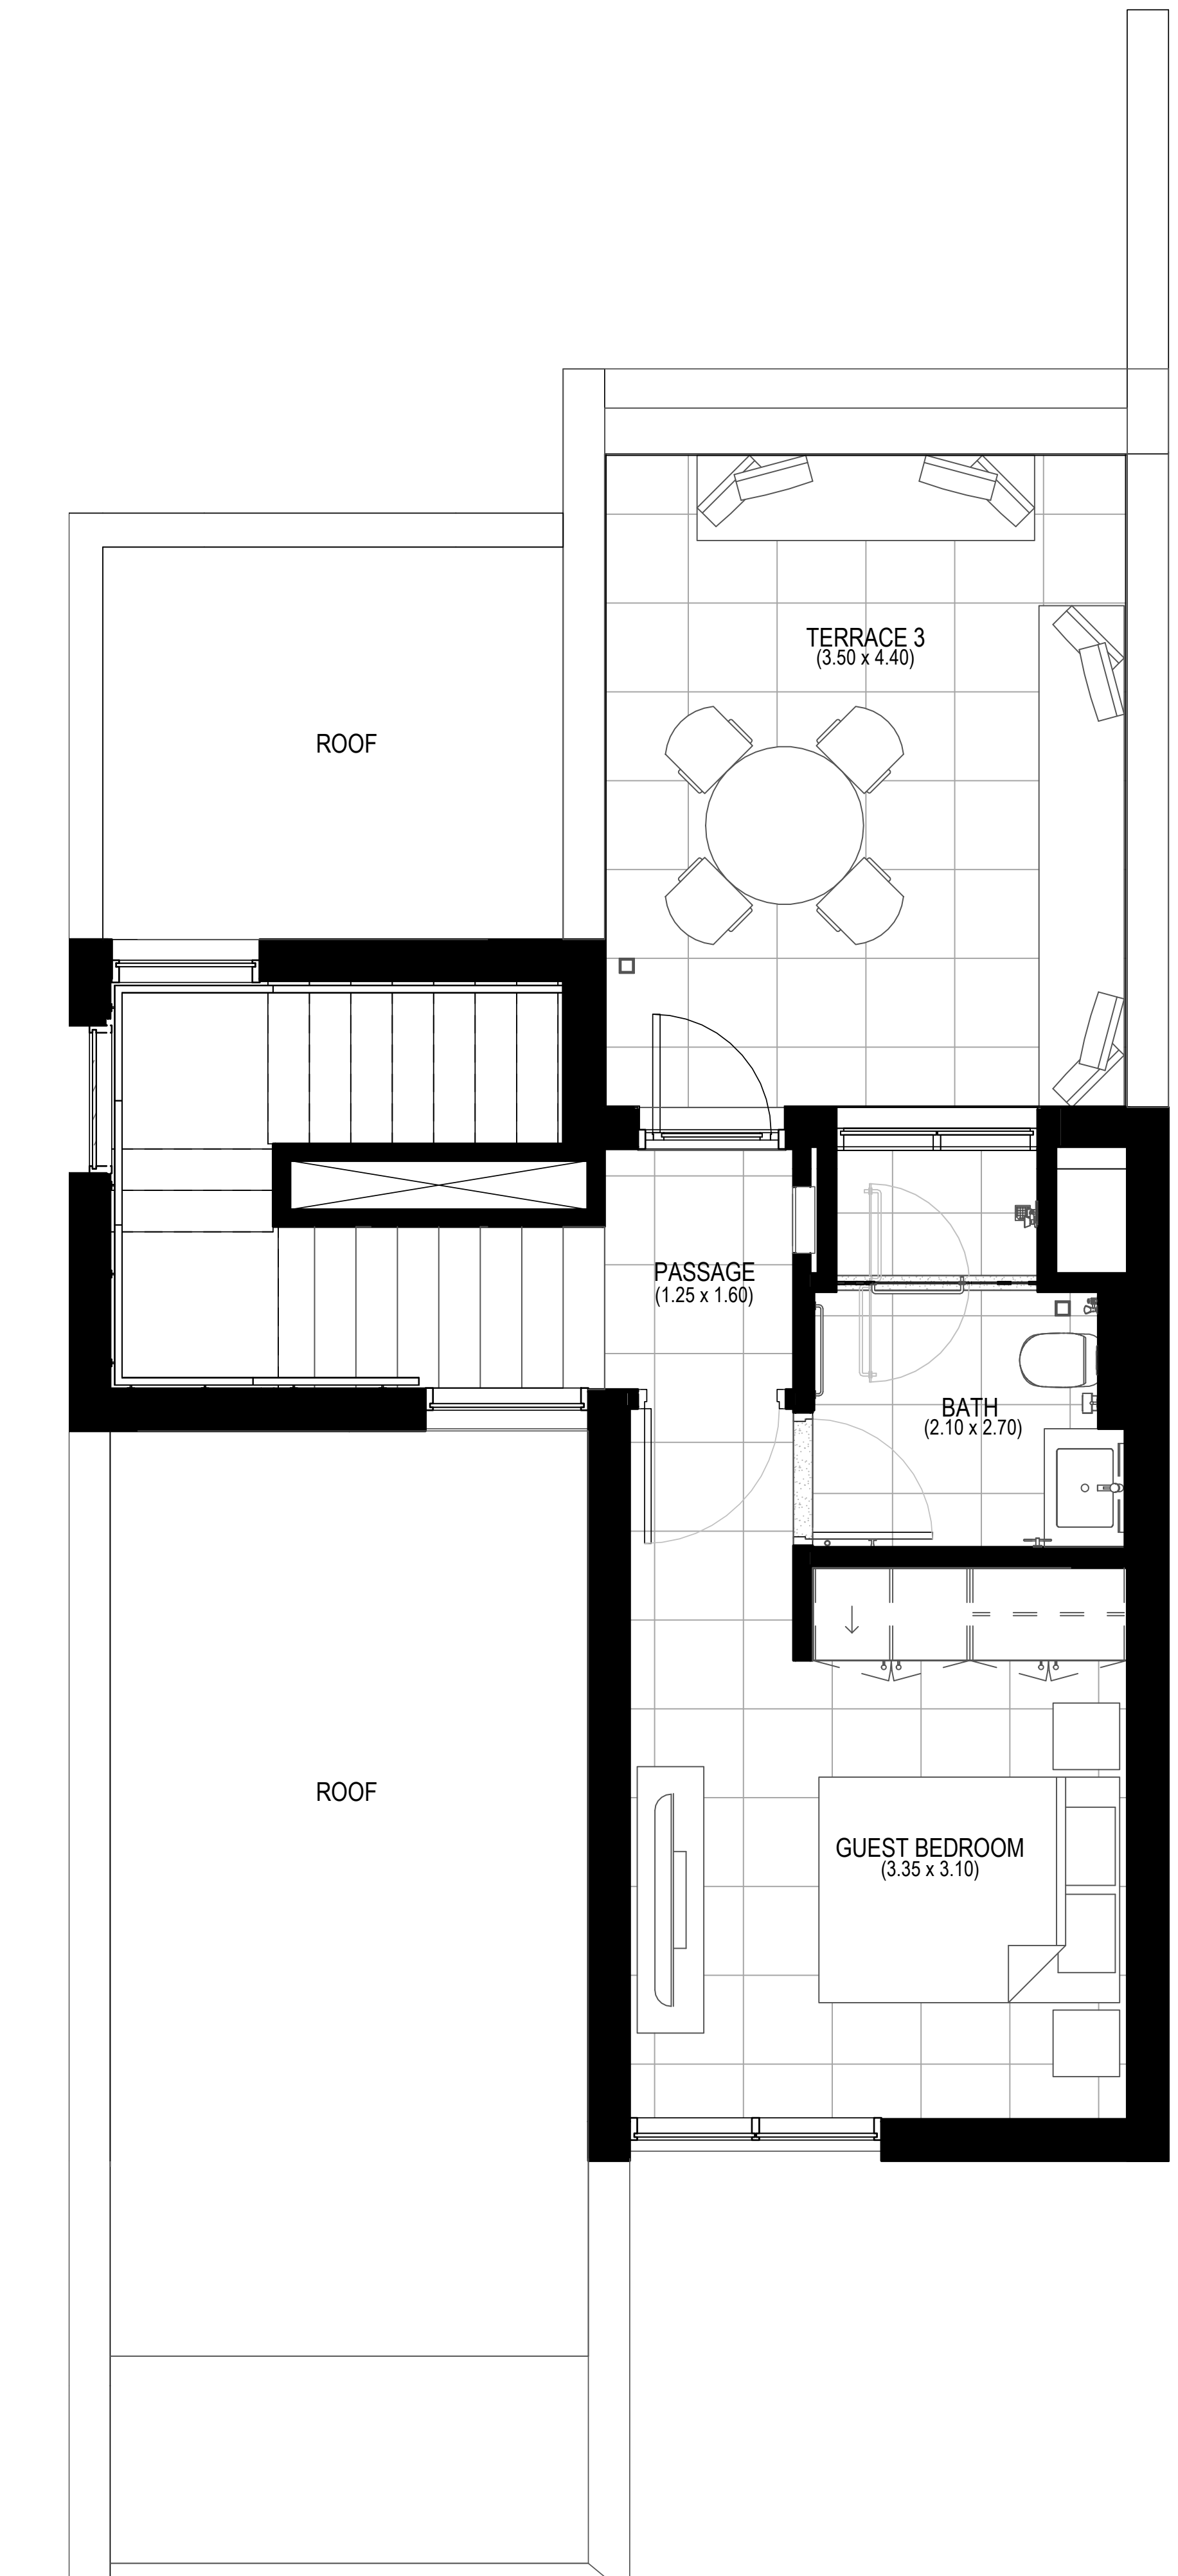 TERRACE 3
(3.50 x 4.40)
ROOF
PASSAGE
(1.25 x 1.60)
BATH
(2.10 x 2.70)
ROOF
GUEST BEDROOM
(3.35 x 3.10)